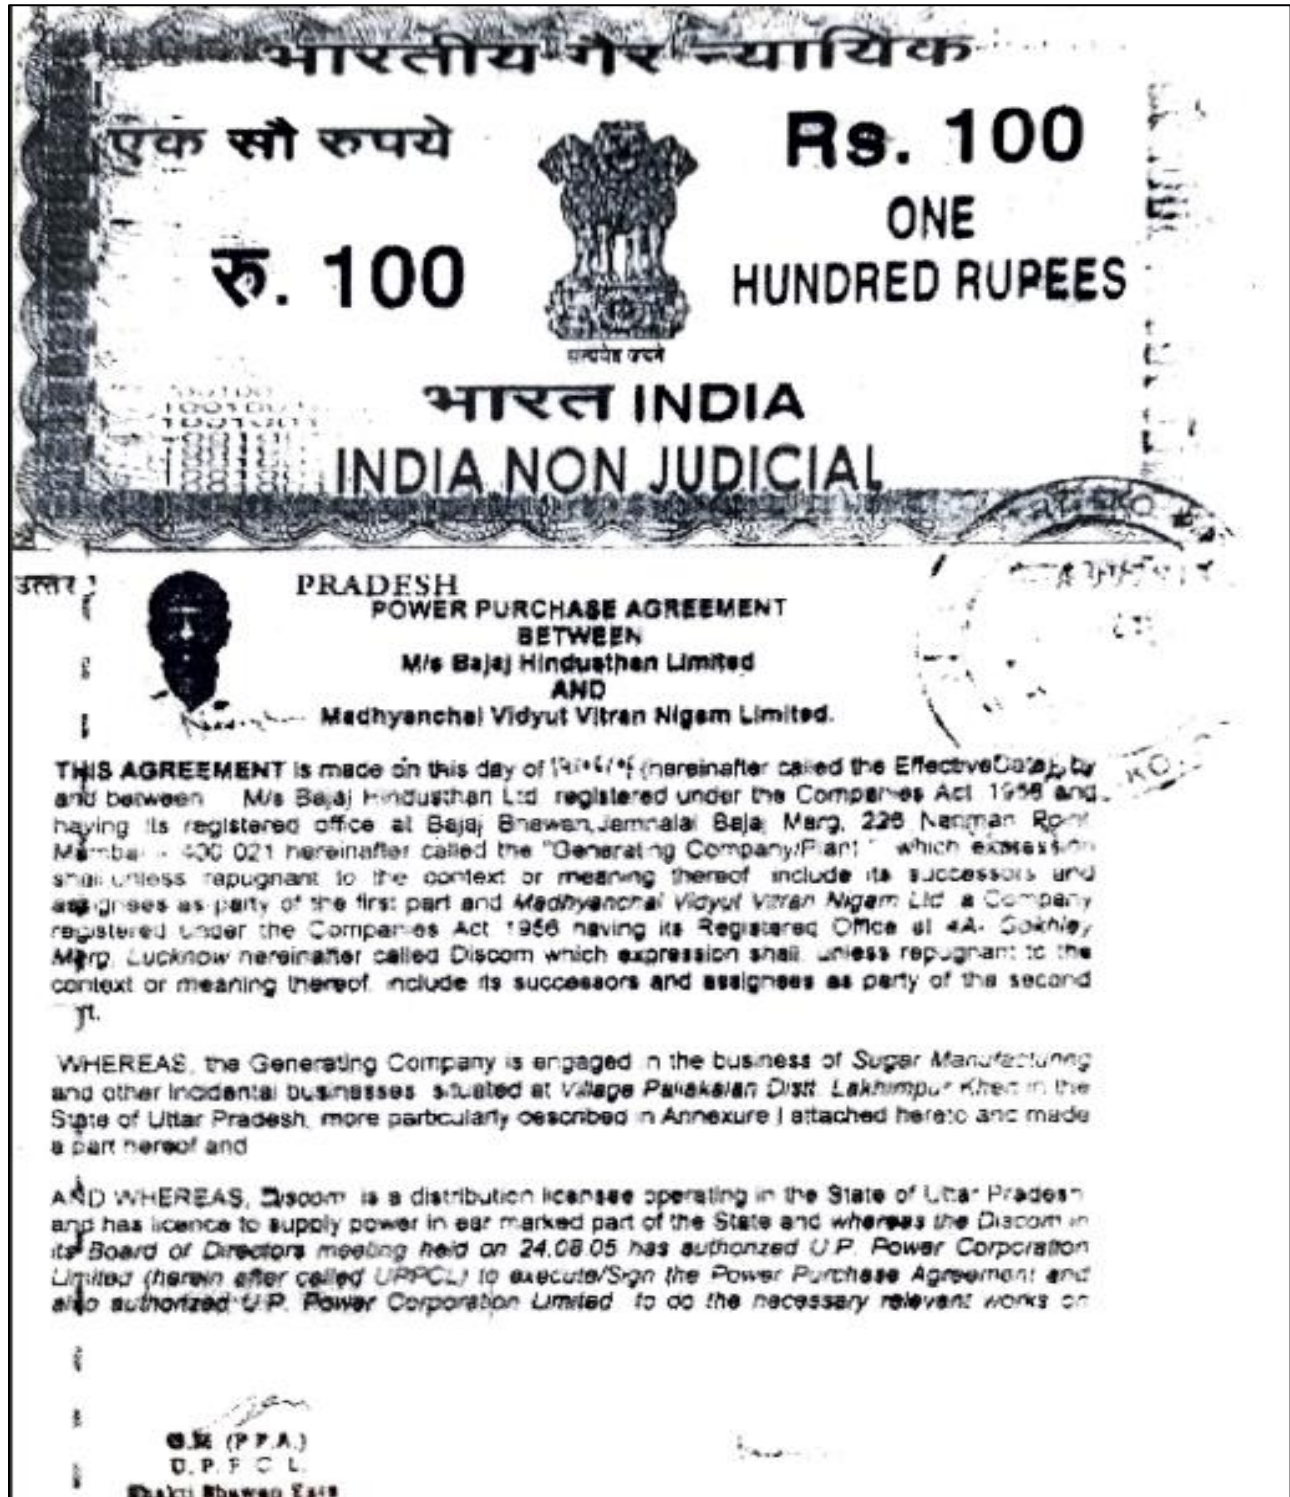 भारतीय गैर न्यायिक
एक सौ रुपये
Rs. 100
ONE
रु. 100
HUNDRED RUPEES
सत्यमेव जयते
भारत INDIA
INDIA NON JUDICIAL
उत्तर
PRADESH
POWER PURCHASE AGREEMENT
BETWEEN
M/s Bajaj Hindusthan Limited
AND
Madhyanchal Vidyut Vitran Nigam Limited.
THIS AGREEMENT is made on this day of (hereinafter called the Effective Date), by
and between M/s Bajaj Hindusthan Ltd registered under the Companies Act 1956 and
having its registered office at Bajaj Bhawan, Jamnalal Bajaj Marg, 226 Nariman Point
Mumbai - 400 021 hereinafter called the "Generating Company/Plant" which expression
shall unless repugnant to the context or meaning thereof include its successors and
assignees as party of the first part and Madhyanchal Vidyut Vitran Nigam Ltd a Company
registered under the Companies Act 1956 having its Registered Office at 4A- Gokhley
Marg, Lucknow hereinafter called Discom which expression shall, unless repugnant to the
context or meaning thereof, include its successors and assignees as party of the second
rt.
WHEREAS, the Generating Company is engaged in the business of Sugar Manufacturing
and other incidental businesses situated at Village Paliakalan Distt. Lakhimpur Kheri in the
State of Uttar Pradesh, more particularly described in Annexure I attached hereto and made
a part hereof and
AND WHEREAS, Discom is a distribution licensee operating in the State of Uttar Pradesh
and has licence to supply power in ear marked part of the State and whereas the Discom in
its Board of Directors meeting held on 24.08.05 has authorized U.P. Power Corporation
Limited (herein after called UPPCL) to execute/Sign the Power Purchase Agreement and
also authorized U.P. Power Corporation Limited to do the necessary relevant works on
G.M (P.P.A.)
U.P.P.C.L.
Shakti Bhawan Extn